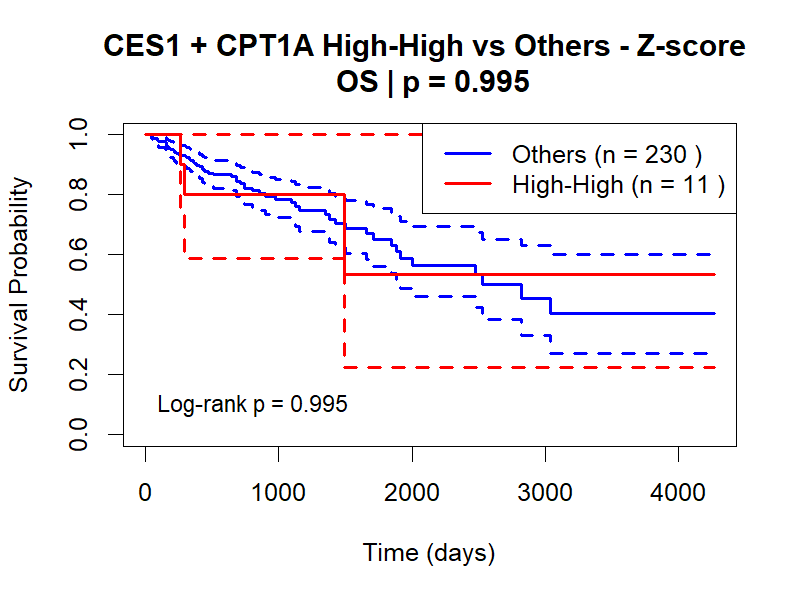 CES1 + CPT1A High-High vs Others - Z-score
OS | p = 0.995
Others (n = 230 )
High-High (n = 11 )
Survival Probability
1.0
0.8
0.6
0.4
0.2
0.0
Log-rank p = 0.995
0 1000 2000 3000 4000
Time (days)